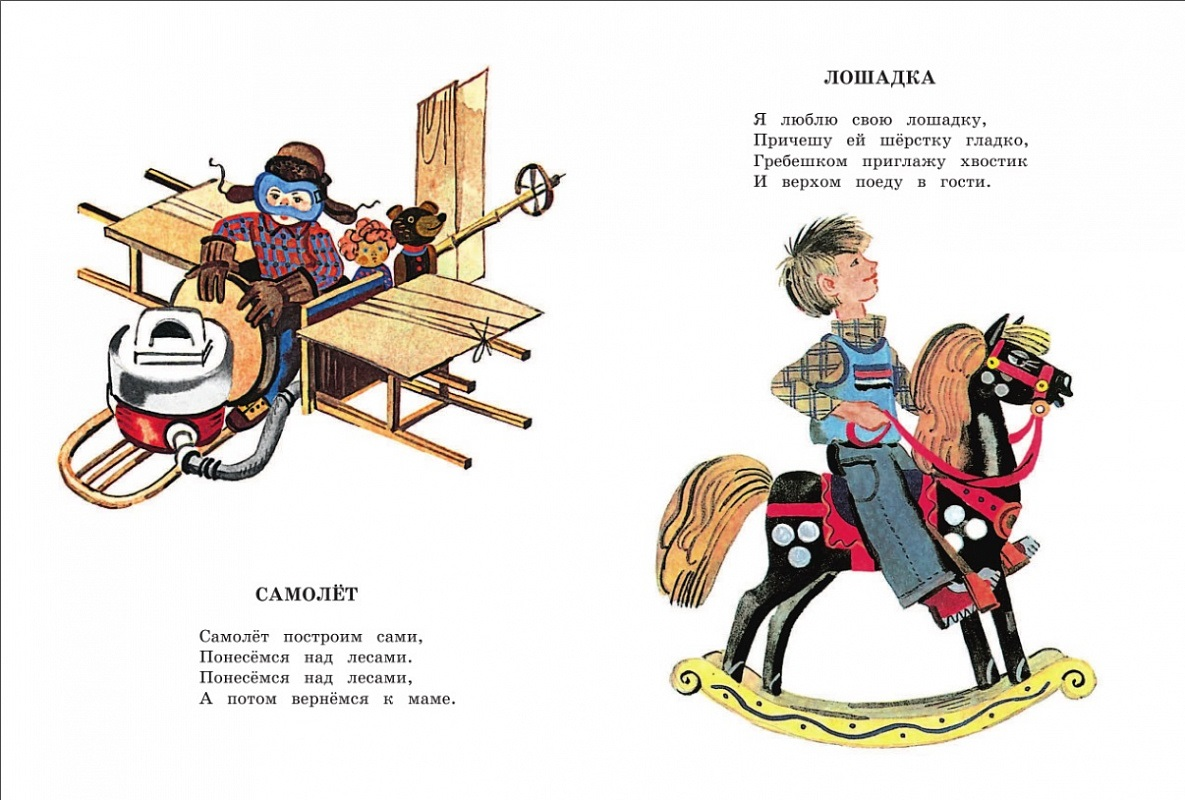 САМОЛЁТ
Самолёт построим сами,
Понесёмся над лесами.
Понесёмся над лесами,
А потом вернёмся к маме.
ЛОШАДКА
Я люблю свою лошадку,
Причешу ей шёрстку гладко,
Гребешком приглажу хвостик
И верхом поеду в гости.